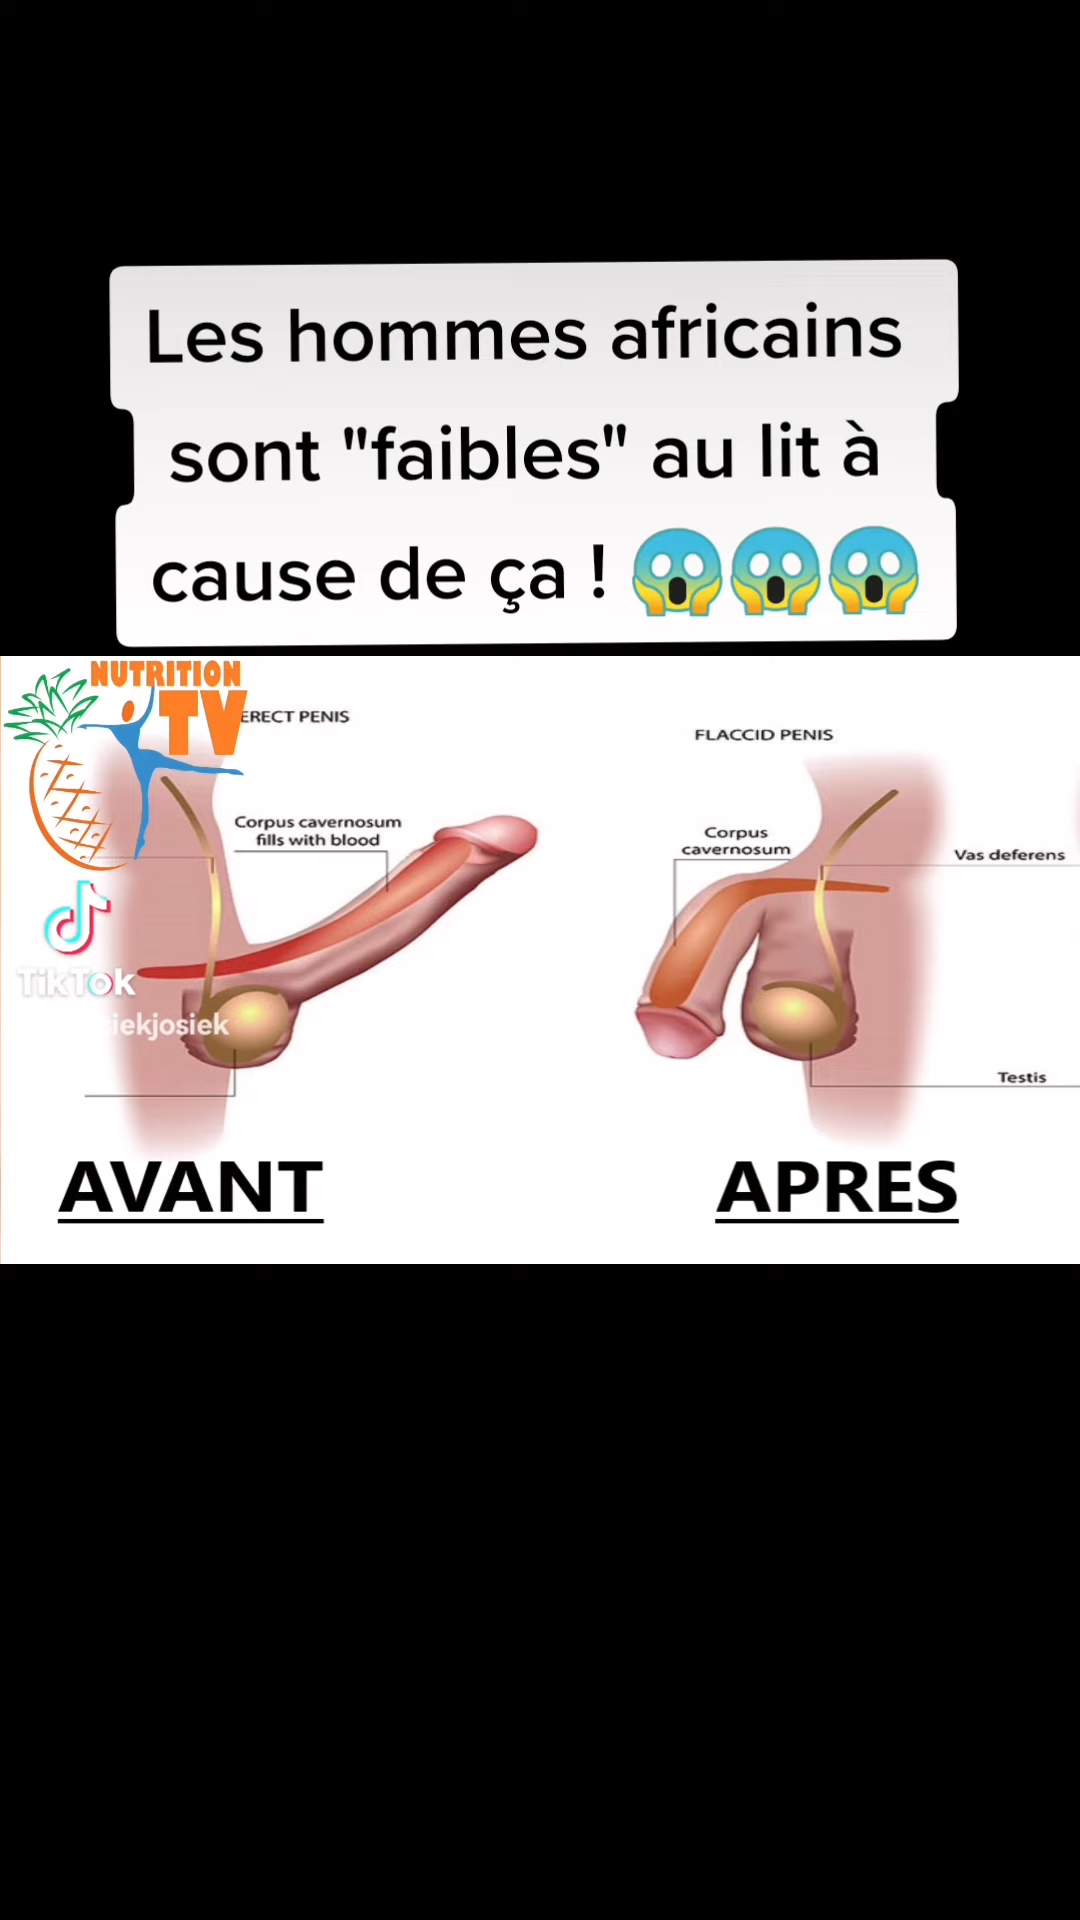 Les hommes africains
sont "faibles" au lit à
cause de ça ! 😱😱😱
NUTRITION
TV
ERECT PENIS
FLACCID PENIS
Corpus cavernosum
fills with blood
Corpus
cavernosum
Vas deferens
TikTok
iekjosiek
Testis
AVANT
APRES